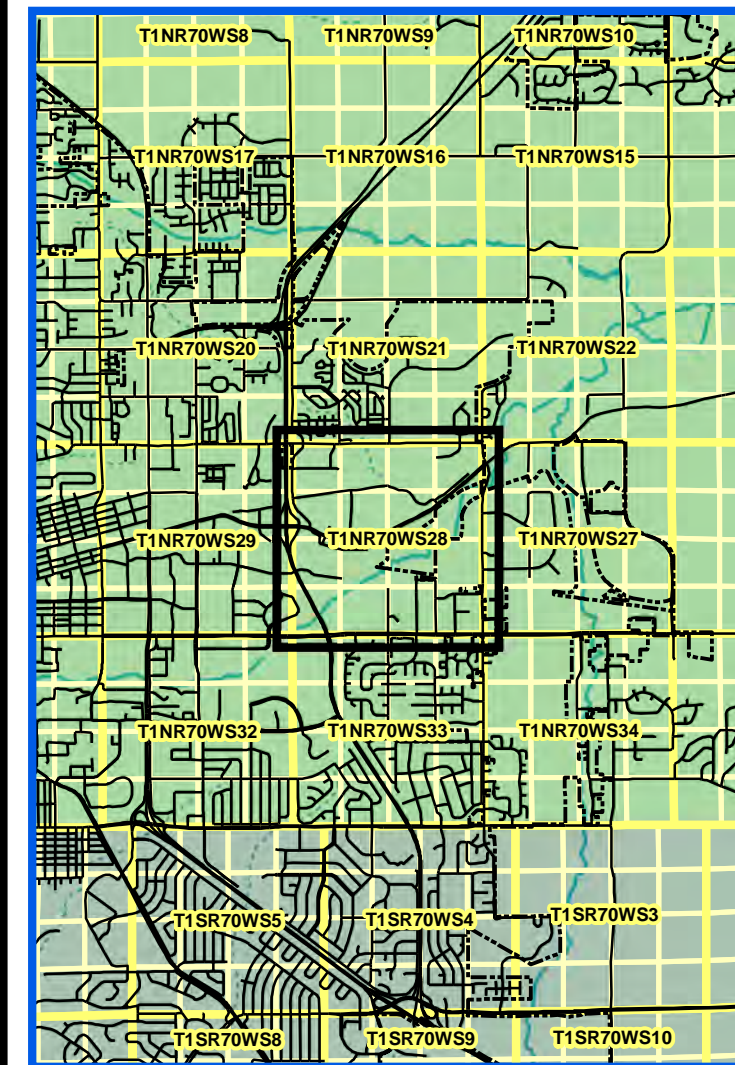 T1NR70WS8 T1NR70WS9 T1NR70WS10
T1NR70WS17 T1NR70WS16 T1NR70WS15
T1NR70WS20 T1NR70WS21 T1NR70WS22
T1NR70WS29 T1NR70WS28 T1NR70WS27
T1NR70WS32 T1NR70WS33 T1NR70WS34
T1SR70WS5 T1SR70WS4 T1SR70WS3
T1SR70WS8 T1SR70WS9 T1SR70WS10